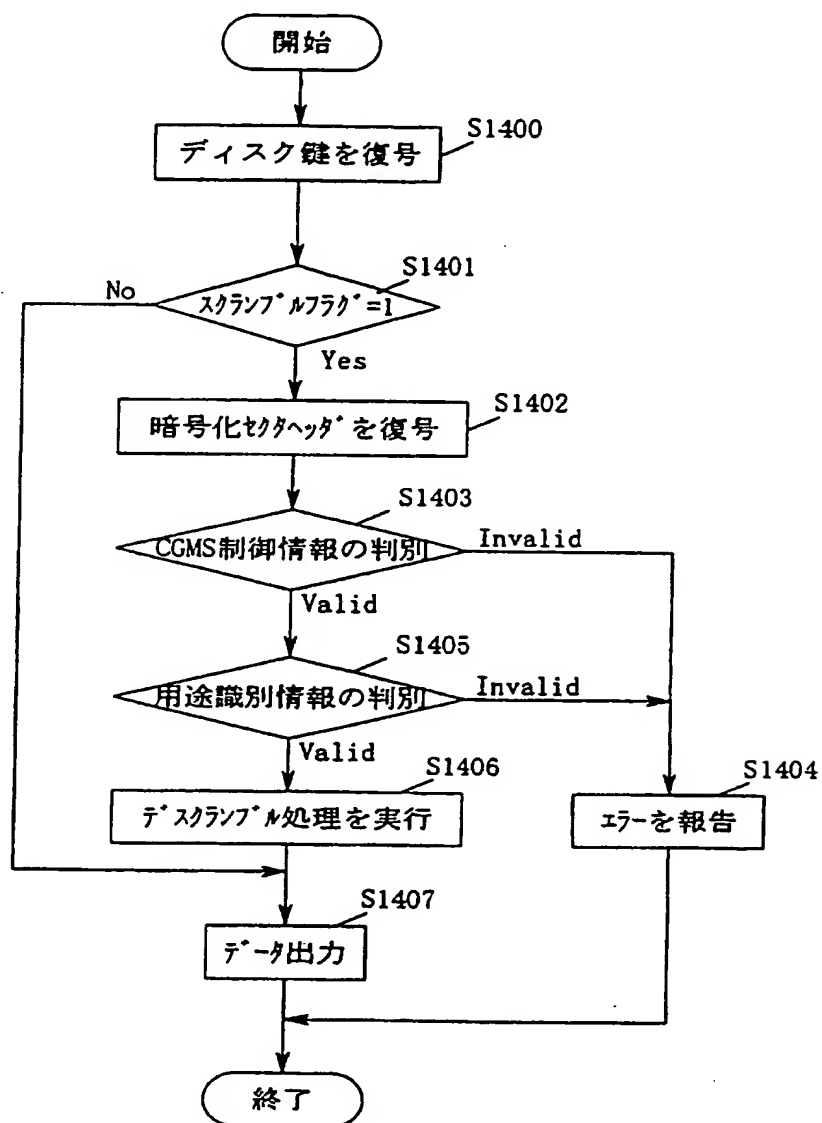 開始
S1400
ディスク鍵を復号
S1401
No
スクランブルフラグ=1
Yes
S1402
暗号化セクタヘッダを復号
S1403
CGMS制御情報の判別
Invalid
Valid
S1405
用途識別情報の判別
Invalid
Valid
S1406
デスクランブル処理を実行
S1404
エラーを報告
S1407
データ出力
終了